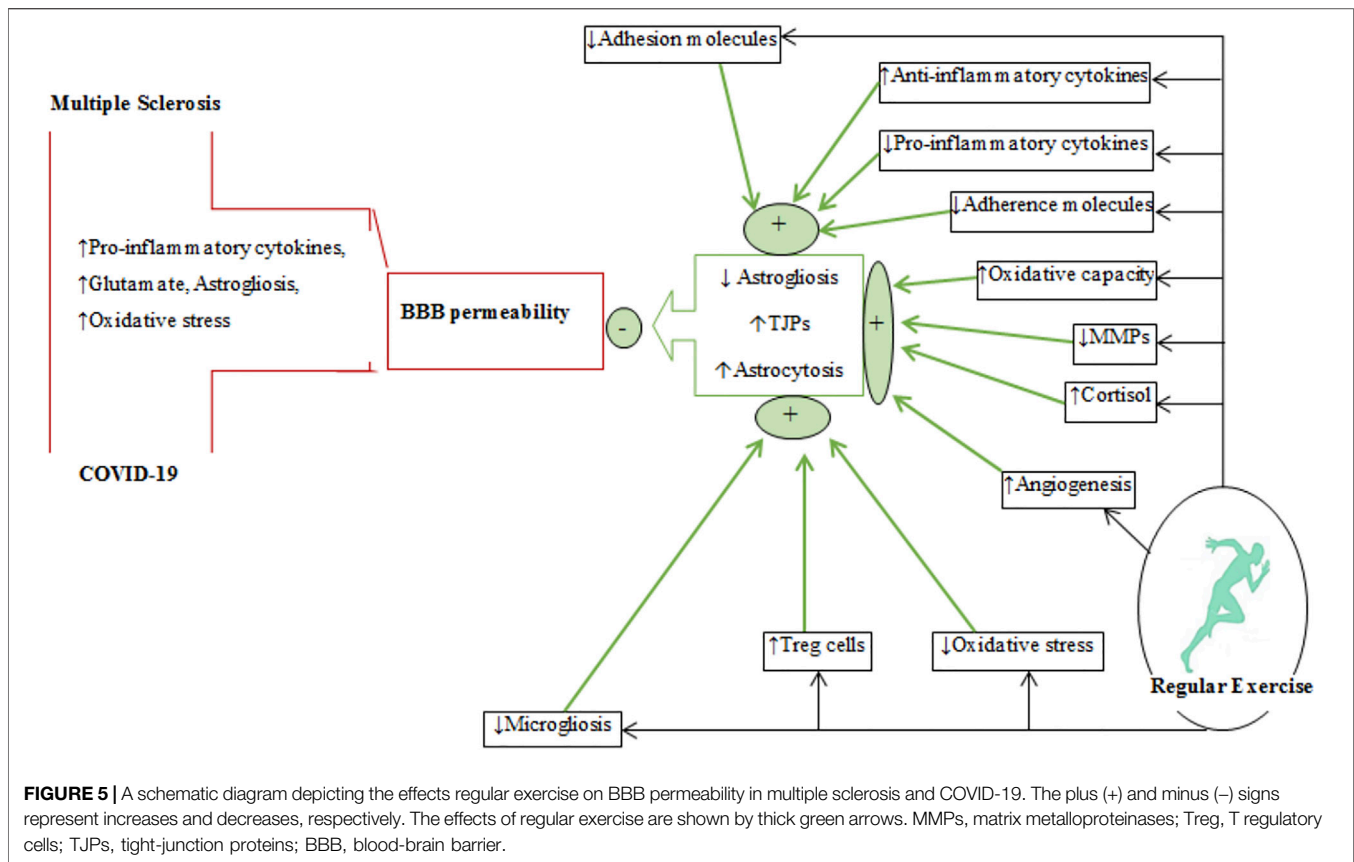 ↓Adhesion molecules
↑Anti-inflammatory cytokines
Multiple Sclerosis
↓Pro-inflammatory cytokines
↓Adherence molecules
+
↑Pro-inflammatory cytokines,
↑Glutamate, Astrogliosis,
↑Oxidative stress
BBB permeability
-
↓ Astrogliosis
↑TJPs
↑Astrocytosis
+
↑Oxidative capacity
↓MMPs
↑Cortisol
+
COVID-19
↑Angiogenesis
↑Treg cells
↓Oxidative stress
Regular Exercise
↓Microgliosis
FIGURE 5 | A schematic diagram depicting the effects regular exercise on BBB permeability in multiple sclerosis and COVID-19. The plus (+) and minus (–) signs
represent increases and decreases, respectively. The effects of regular exercise are shown by thick green arrows. MMPs, matrix metalloproteinases; Treg, T regulatory
cells; TJPs, tight-junction proteins; BBB, blood-brain barrier.